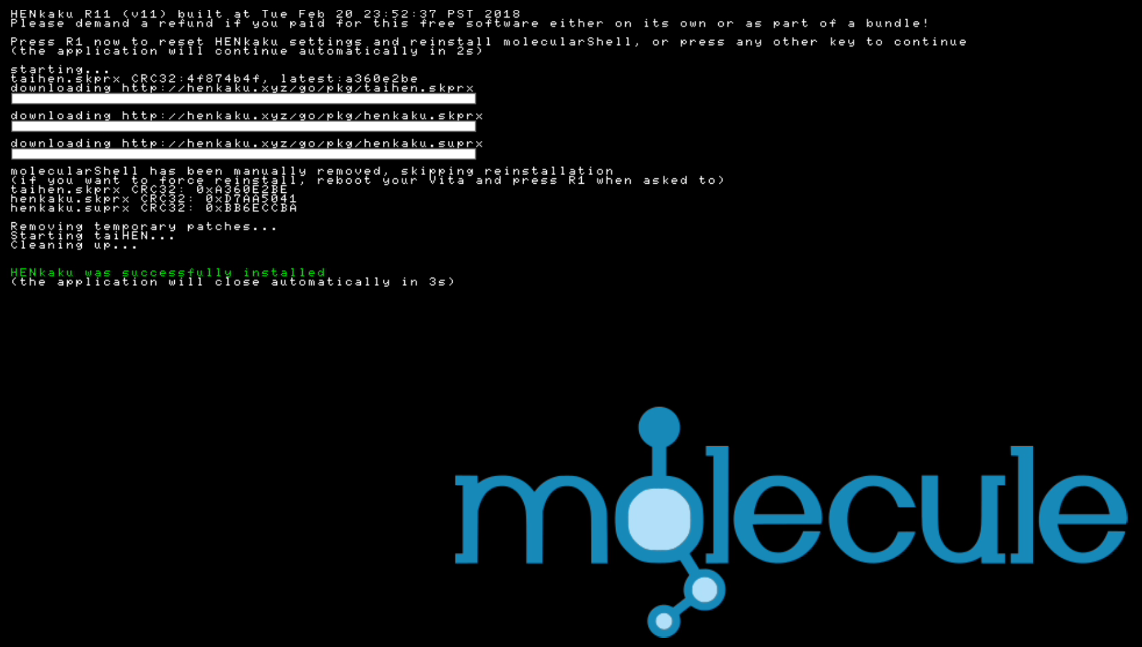 HENkaku R11 (v11) built at Tue Feb 20 23:52:37 PST 2018
Please demand a refund if you paid for this free software either on its own or as part of a bundle!
Press R1 now to reset HENkaku settings and reinstall molecularShell, or press any other key to continue
(the application will continue automatically in 2s)
starting...
taihen.skprx CRC32:4f874b4f, latest:a360e2be
downloading http://henkaku.xyz/go/pkg/taihen.skprx
downloading http://henkaku.xyz/go/pkg/henkaku.skprx
downloading http://henkaku.xyz/go/pkg/henkaku.suprx
molecularShell has been manually removed, skipping reinstallation
(if you want to force reinstall, reboot your Vita and press R1 when asked to)
taihen.skprx CRC32: 0xA360E2BE
henkaku.skprx CRC32: 0xD7AA5041
henkaku.suprx CRC32: 0xBB6ECCBA
Removing temporary patches...
Starting taiHEN...
Cleaning up...
HENkaku was successfully installed
(the application will close automatically in 3s)
molecule